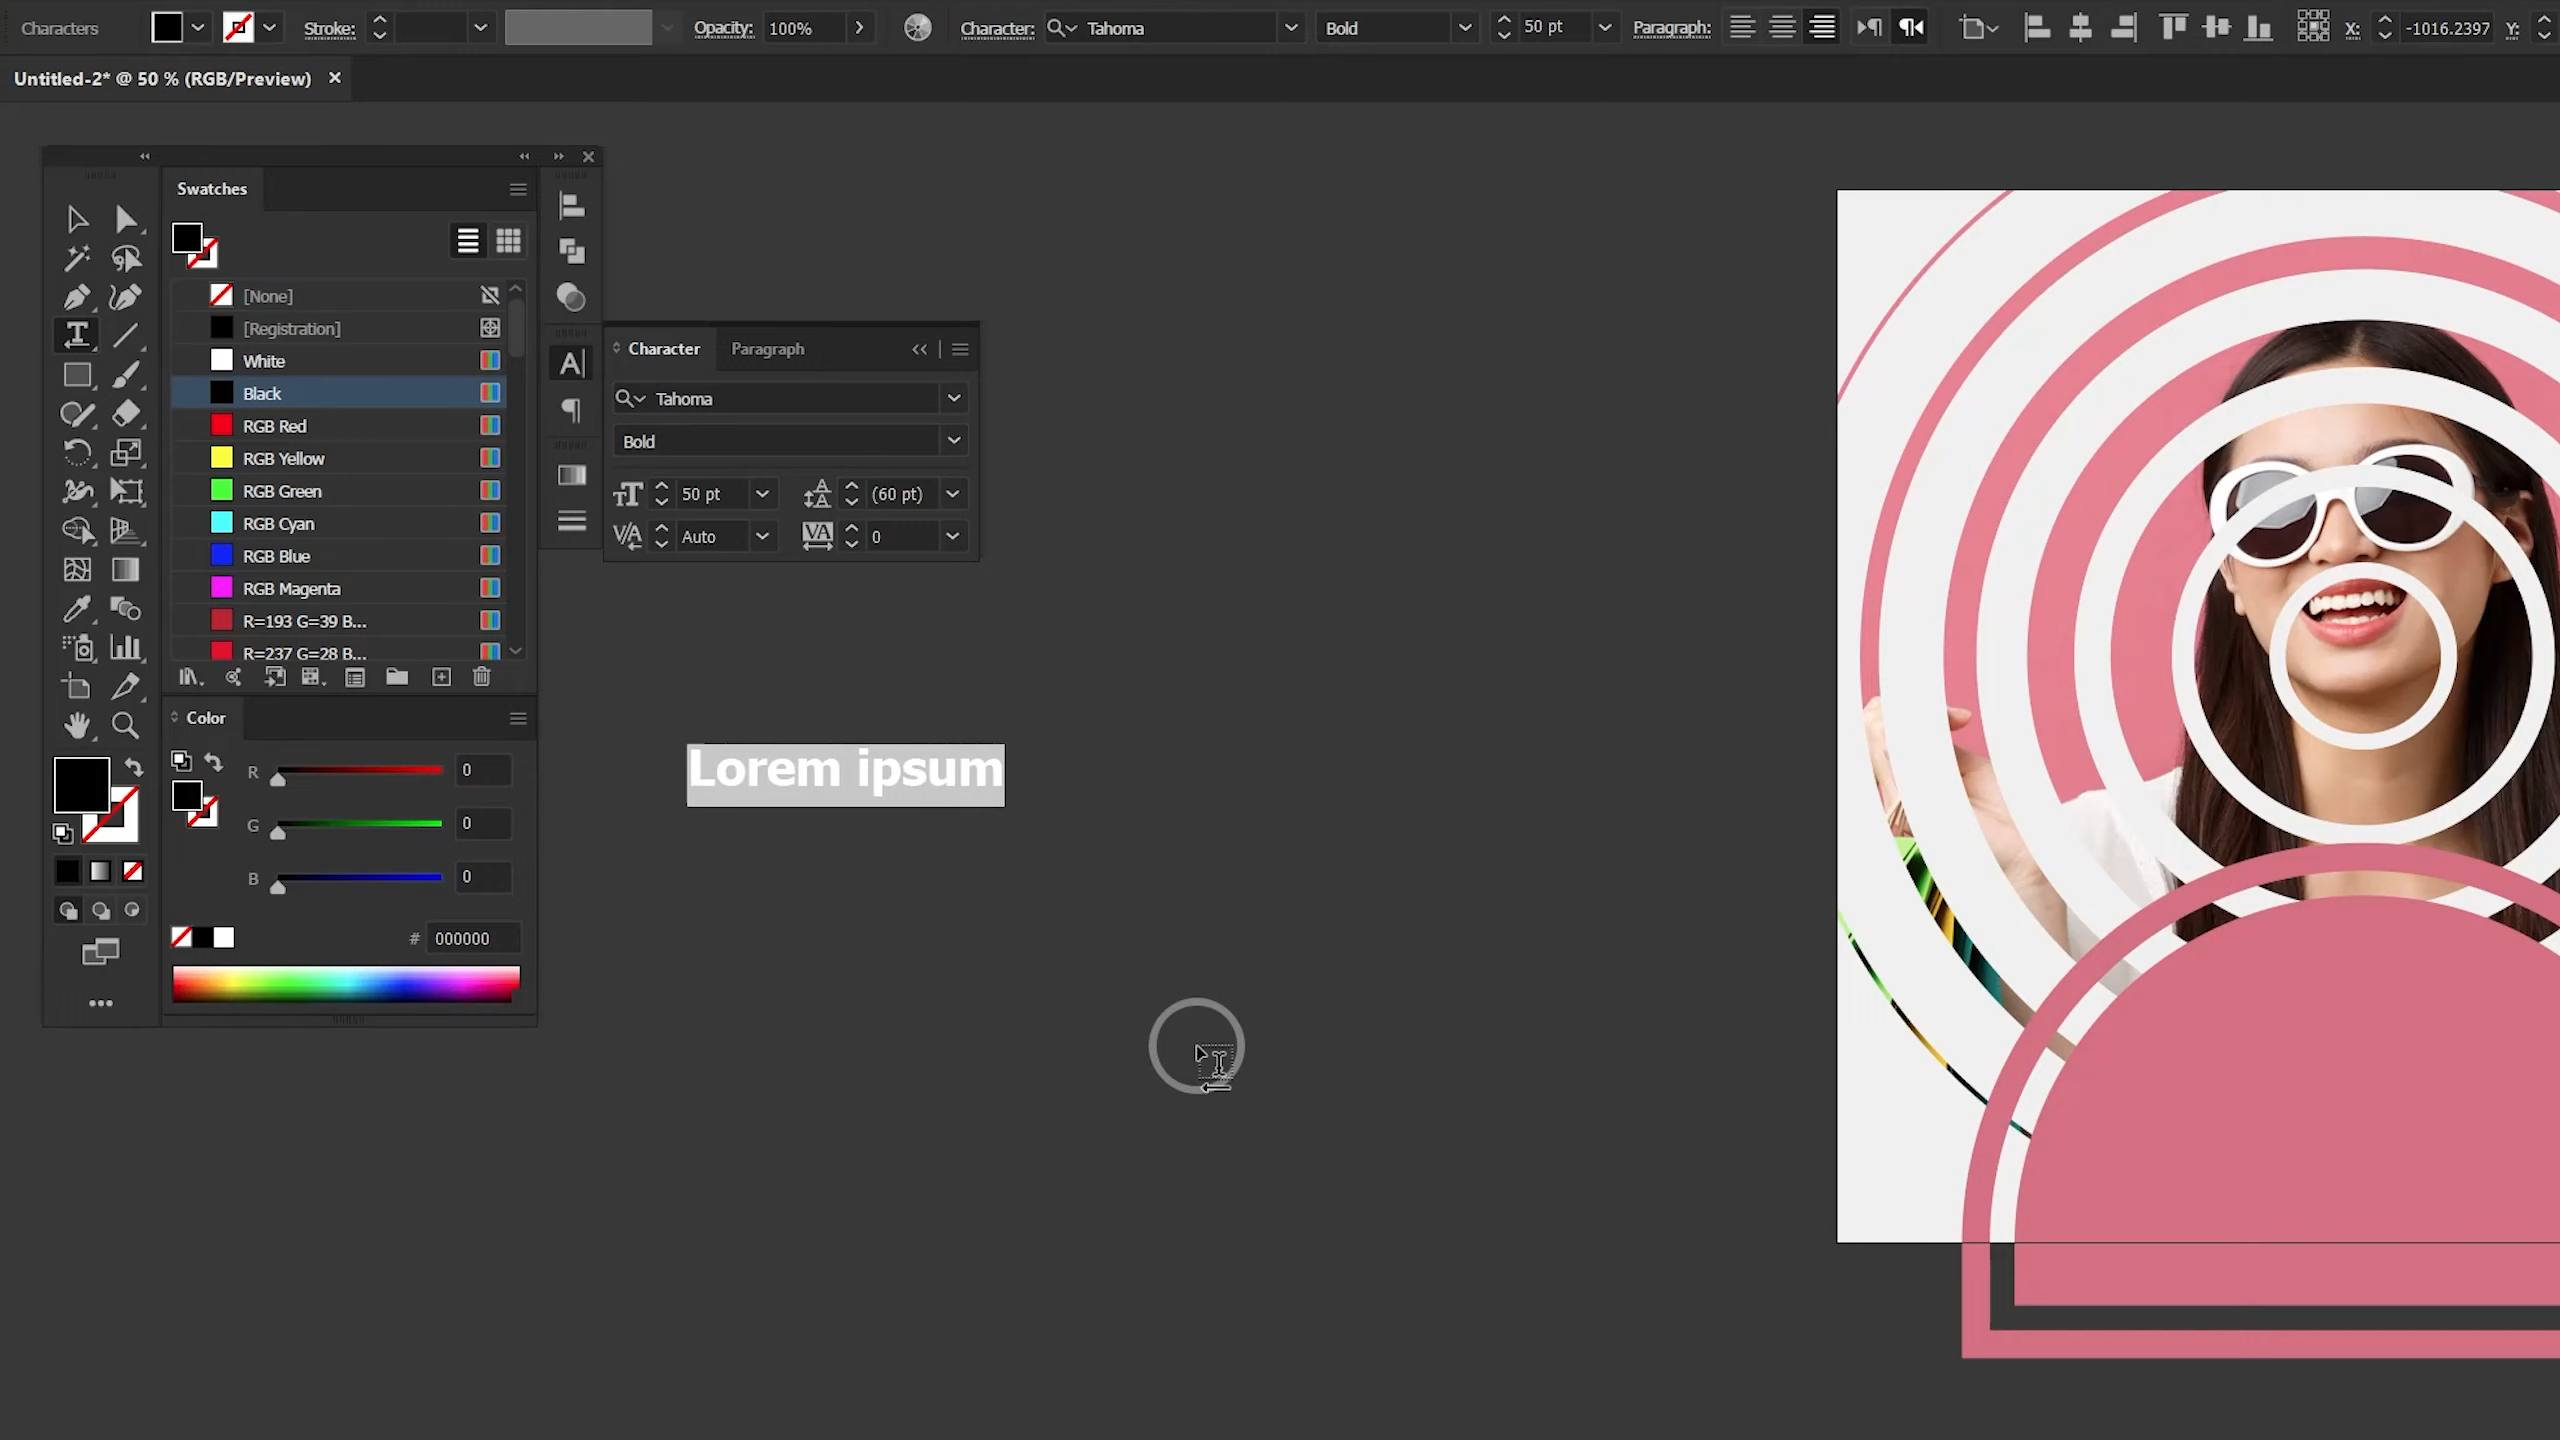 Characters
Stroke:
Opacity:
100%
Character:
Tahoma
Bold
50 pt
Paragraph:
X:
-1016.2397
Y:
Untitled-2* @ 50 % (RGB/Preview)
Swatches
[None]
[Registration]
White
Black
RGB Red
RGB Yellow
RGB Green
RGB Cyan
RGB Blue
RGB Magenta
R=193 G=39 B...
R=237 G=28 B...
Color
R
0
G
0
B
0
#
000000
Character
Paragraph
Tahoma
Bold
50 pt
(60 pt)
Auto
0
Lorem ipsum